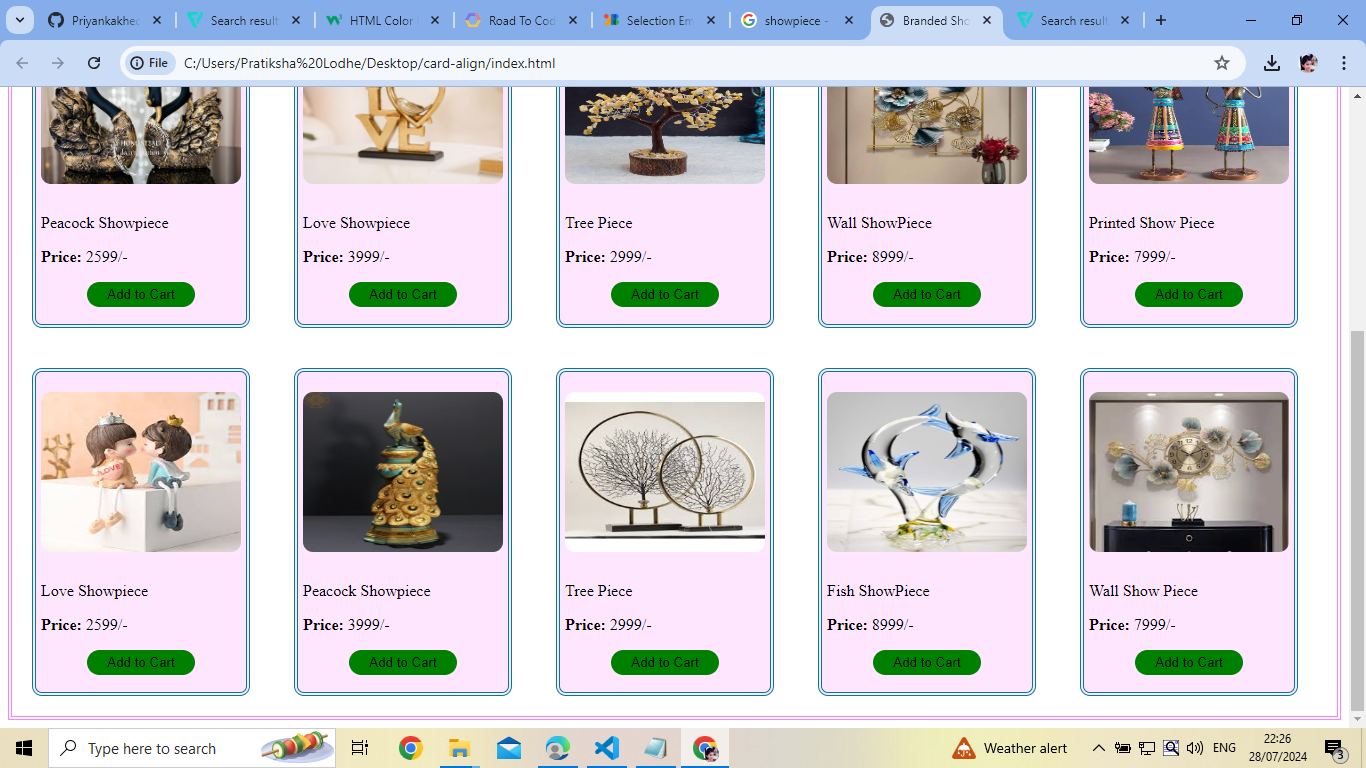 Priyankakhec
Search result
HTML Color
Road To Cod
Selection Em
showpiece -
Branded Sho
Search result
File
C:/Users/Pratiksha%20Lodhe/Desktop/card-align/index.html
LOVE
Peacock Showpiece
Price: 2599/-
Add to Cart
Love Showpiece
Price: 3999/-
Add to Cart
Tree Piece
Price: 2999/-
Add to Cart
Wall ShowPiece
Price: 8999/-
Add to Cart
Printed Show Piece
Price: 7999/-
Add to Cart
LOVE
Love Showpiece
Price: 2599/-
Add to Cart
Peacock Showpiece
Price: 3999/-
Add to Cart
Tree Piece
Price: 2999/-
Add to Cart
Fish ShowPiece
Price: 8999/-
Add to Cart
Wall Show Piece
Price: 7999/-
Add to Cart
Type here to search
Weather alert
ENG
22:26
28/07/2024
3